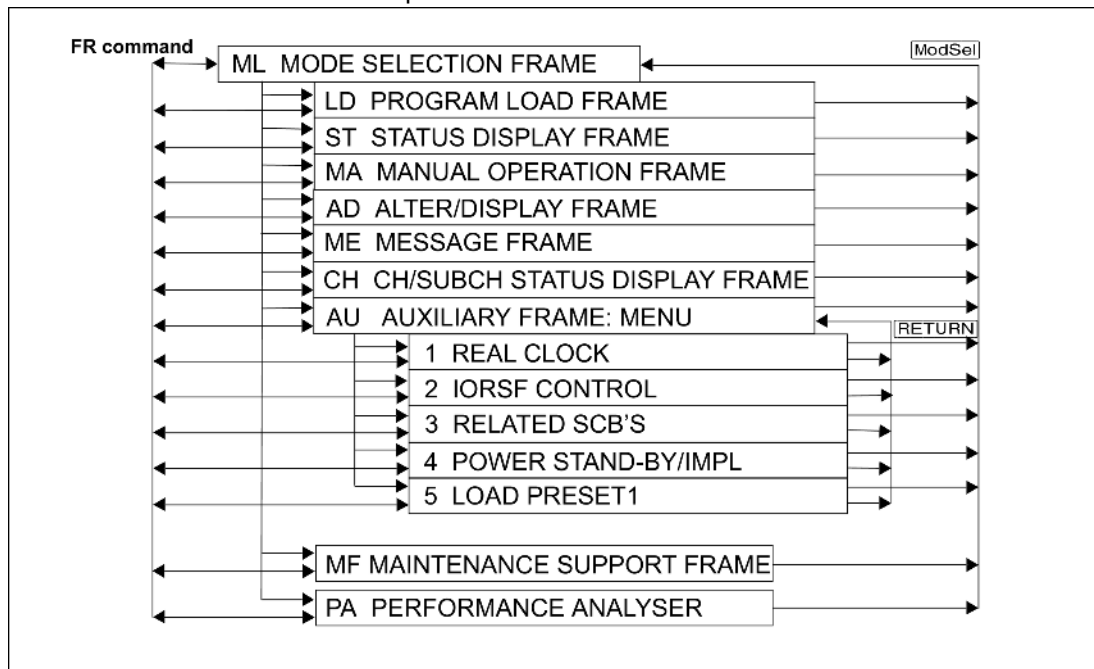 FR command
ModSel
ML MODE SELECTION FRAME
LD PROGRAM LOAD FRAME
ST STATUS DISPLAY FRAME
MA MANUAL OPERATION FRAME
AD ALTER/DISPLAY FRAME
ME MESSAGE FRAME
CH CH/SUBCH STATUS DISPLAY FRAME
AU AUXILIARY FRAME: MENU
RETURN
1 REAL CLOCK
2 IORSF CONTROL
3 RELATED SCB'S
4 POWER STAND-BY/IMPL
5 LOAD PRESET1
MF MAINTENANCE SUPPORT FRAME
PA PERFORMANCE ANALYSER